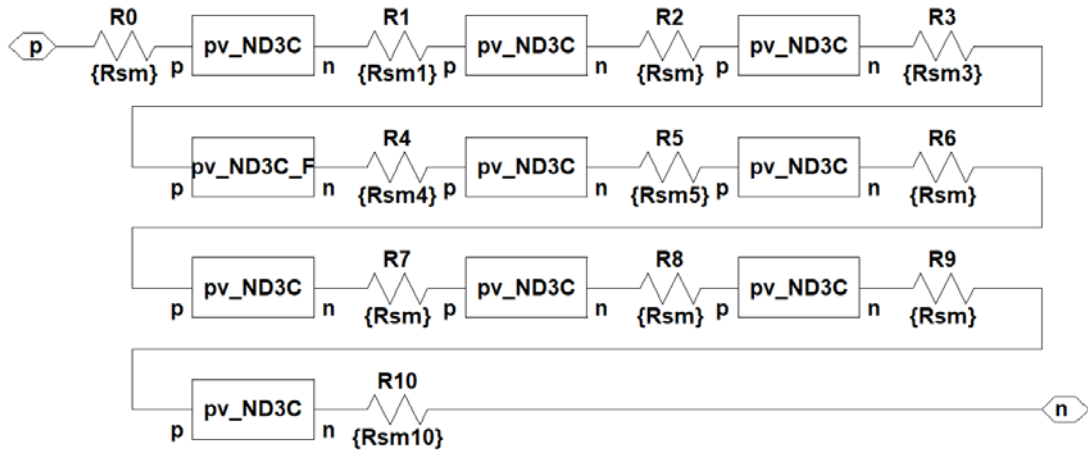 R0 R1 R2 R3
p pv_ND3C pv_ND3C pv_ND3C
{Rsm} p n {Rsm1} p n {Rsm} p n {Rsm3}
R4 R5 R6
pv_ND3C_F pv_ND3C pv_ND3C
p n {Rsm4} p n {Rsm5} p n {Rsm}
R7 R8 R9
pv_ND3C pv_ND3C pv_ND3C
p n {Rsm} p n {Rsm} p n {Rsm}
R10
pv_ND3C n
p n {Rsm10}